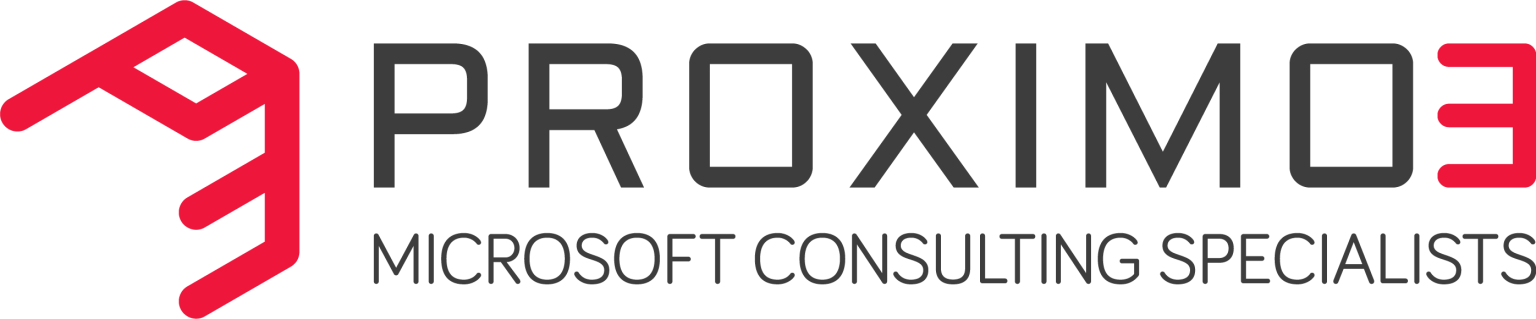 PROXIMO3
MICROSOFT CONSULTING SPECIALISTS